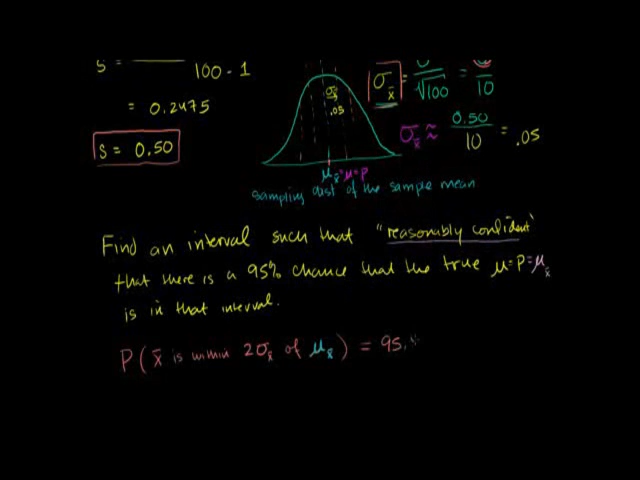 S =
100 - 1
= 0.2475
S = 0.50
σx̄ = σ/√100 = /10
σx̄ ≈ 0.50/10 = .05
σx̄
.05
μx̄=μ=P
sampling dist of the sample mean
Find an interval such that "reasonably confident"
that there is a 95% chance that the true μ=P=μx̄
is in that interval.
P(x̄ is within 2σx̄ of μx̄) = 95.